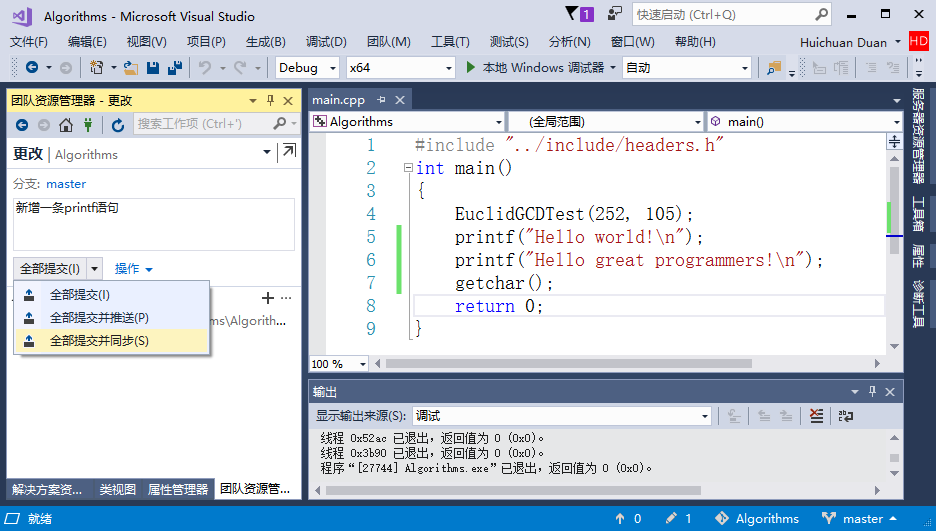 Algorithms - Microsoft Visual Studio
1
快速启动 (Ctrl+Q)
文件(F) 编辑(E) 视图(V) 项目(P) 生成(B) 调试(D) 团队(M) 工具(T) 测试(S) 分析(N) 窗口(W) 帮助(H)
Huichuan Duan HD
Debug x64 本地 Windows 调试器 自动
团队资源管理器 - 更改
搜索工作项 (Ctrl+')
更改 | Algorithms
分支: master
新增一条printf语句
全部提交(I) 操作
全部提交(I)
全部提交并推送(P)
ms\Algorith...
全部提交并同步(S)
解决方案资... 类视图 属性管理器 团队资源管...
main.cpp
Algorithms (全局范围) main()
1 #include "../include/headers.h"
2 int main()
3 {
4 EuclidGCDTest(252, 105);
5 printf("Hello world!\n");
6 printf("Hello great programmers!\n");
7 getchar();
8 return 0;
9 }
100 %
输出
显示输出来源(S): 调试
线程 0x52ac 已退出，返回值为 0 (0x0)。
线程 0x3b90 已退出，返回值为 0 (0x0)。
程序“[27744] Algorithms.exe”已退出，返回值为 0 (0x0)。
服务器资源管理器
工具箱
属性
诊断工具
就绪
0 1 Algorithms master